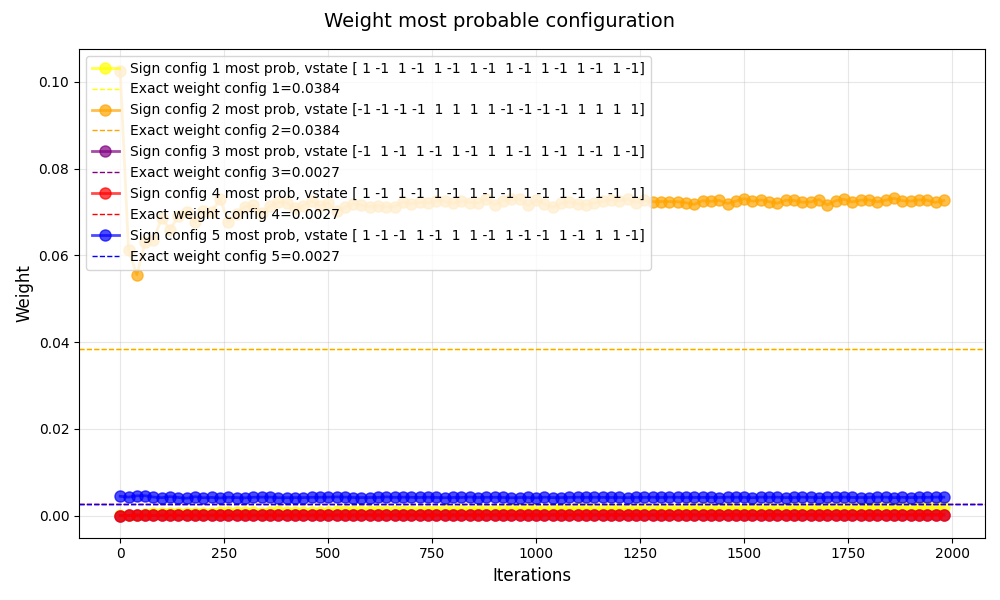 Weight most probable configuration
Sign config 1 most prob, vstate [ 1 -1  1 -1  1 -1  1 -1  1 -1  1 -1  1 -1  1 -1]
Exact weight config 1=0.0384
Sign config 2 most prob, vstate [-1 -1 -1 -1  1  1  1  1 -1 -1 -1 -1  1  1  1  1]
Exact weight config 2=0.0384
Sign config 3 most prob, vstate [-1  1 -1  1 -1  1 -1  1  1 -1  1 -1  1 -1  1 -1]
Exact weight config 3=0.0027
Sign config 4 most prob, vstate [ 1 -1  1 -1  1 -1  1 -1 -1  1 -1  1 -1  1 -1  1]
Exact weight config 4=0.0027
Sign config 5 most prob, vstate [ 1 -1 -1  1 -1  1  1 -1  1 -1 -1  1 -1  1  1 -1]
Exact weight config 5=0.0027
Weight
0.10
0.08
0.06
0.04
0.02
0.00
0 250 500 750 1000 1250 1500 1750 2000
Iterations